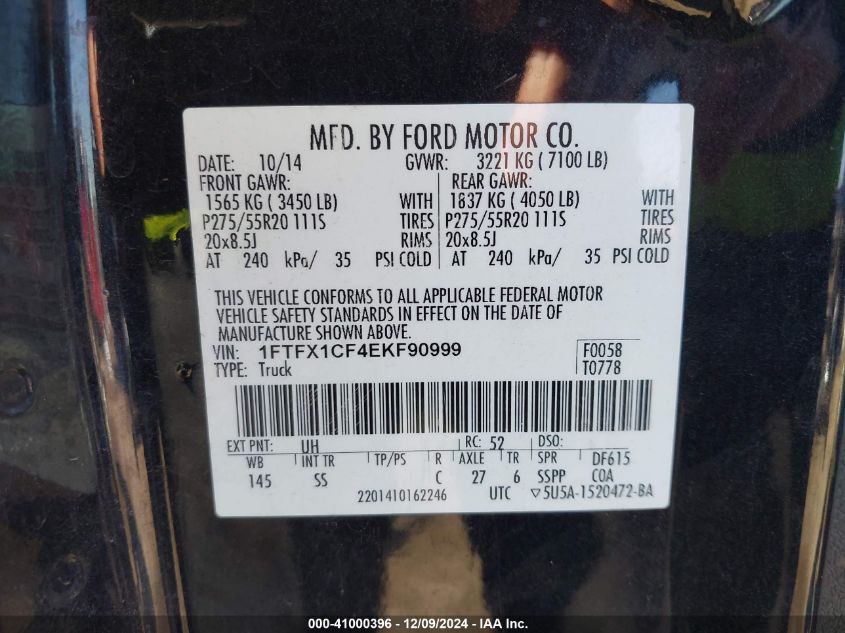 MFD. BY FORD MOTOR CO.
DATE: 10/14 GVWR: 3221 KG ( 7100 LB)
FRONT GAWR: REAR GAWR:
1565 KG ( 3450 LB) WITH 1837 KG ( 4050 LB) WITH
P275/55R20 111S TIRES P275/55R20 111S TIRES
20x8.5J RIMS 20x8.5J RIMS
AT 240 kPa/ 35 PSI COLD AT 240 kPa/ 35 PSI COLD
THIS VEHICLE CONFORMS TO ALL APPLICABLE FEDERAL MOTOR
VEHICLE SAFETY STANDARDS IN EFFECT ON THE DATE OF
MANUFACTURE SHOWN ABOVE.
VIN: 1FTFX1CF4EKF90999 F0058
TYPE: Truck T0778
EXT PNT: UH RC: 52 DSO:
WB INT TR TP/PS R AXLE TR SPR DF615
145 SS C 27 6 SSPP COA
2201410162246 UTC ▽5U5A-1520472-BA
000-41000396 - 12/09/2024 - IAA Inc.